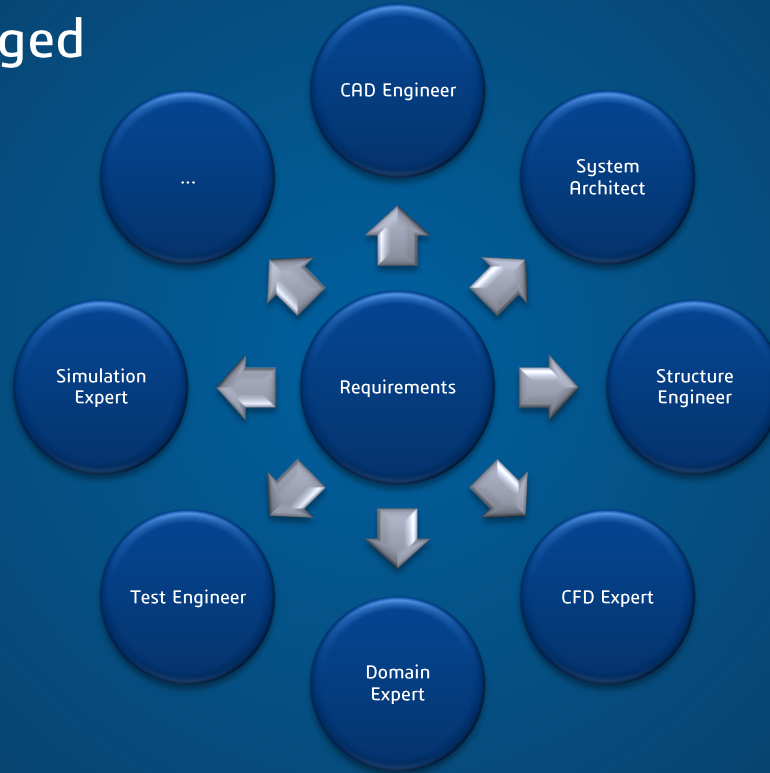 ged
CAD Engineer
...
System
Architect
Simulation
Expert
Requirements
Structure
Engineer
Test Engineer
CFD Expert
Domain
Expert